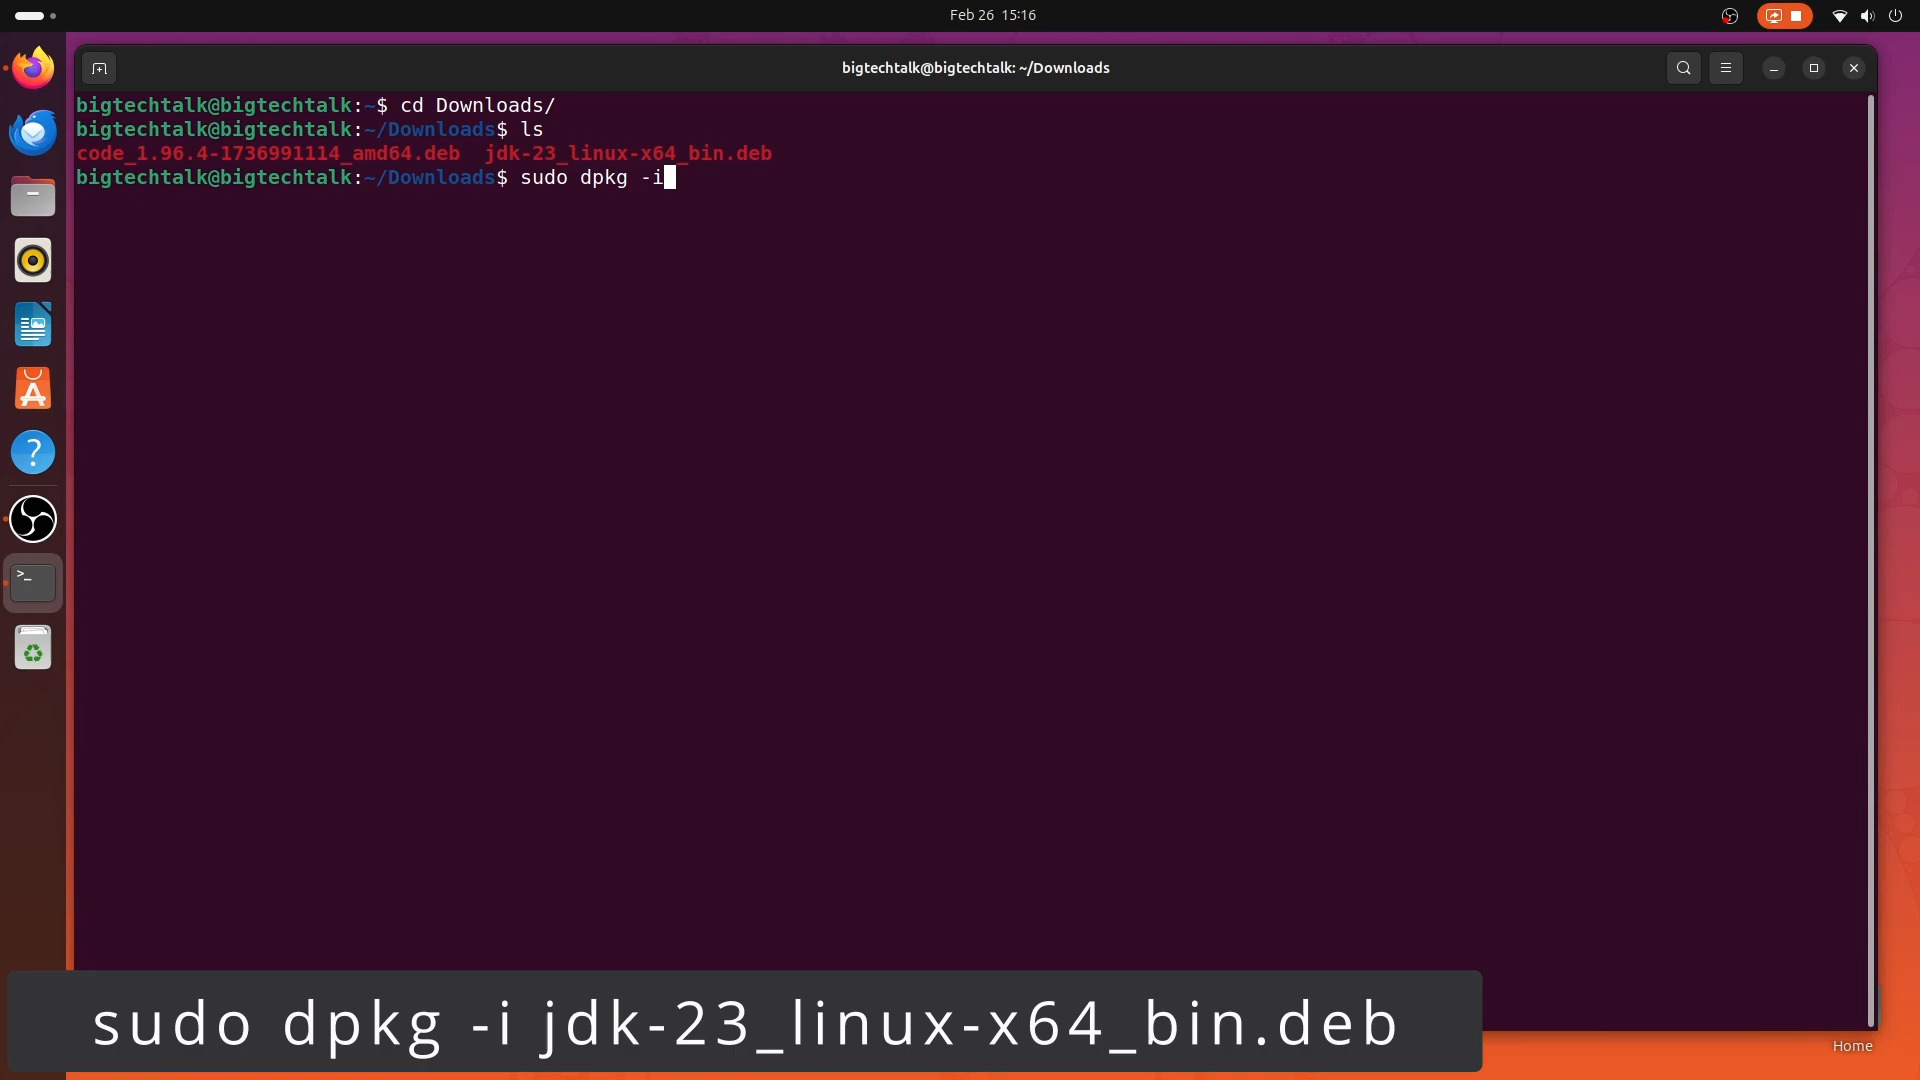 Feb 26 15:16
bigtechtalk@bigtechtalk: ~/Downloads
bigtechtalk@bigtechtalk:~$ cd Downloads/
bigtechtalk@bigtechtalk:~/Downloads$ ls
code_1.96.4-1736991114_amd64.deb  jdk-23_linux-x64_bin.deb
bigtechtalk@bigtechtalk:~/Downloads$ sudo dpkg -i
sudo dpkg -i jdk-23_linux-x64_bin.deb
Home